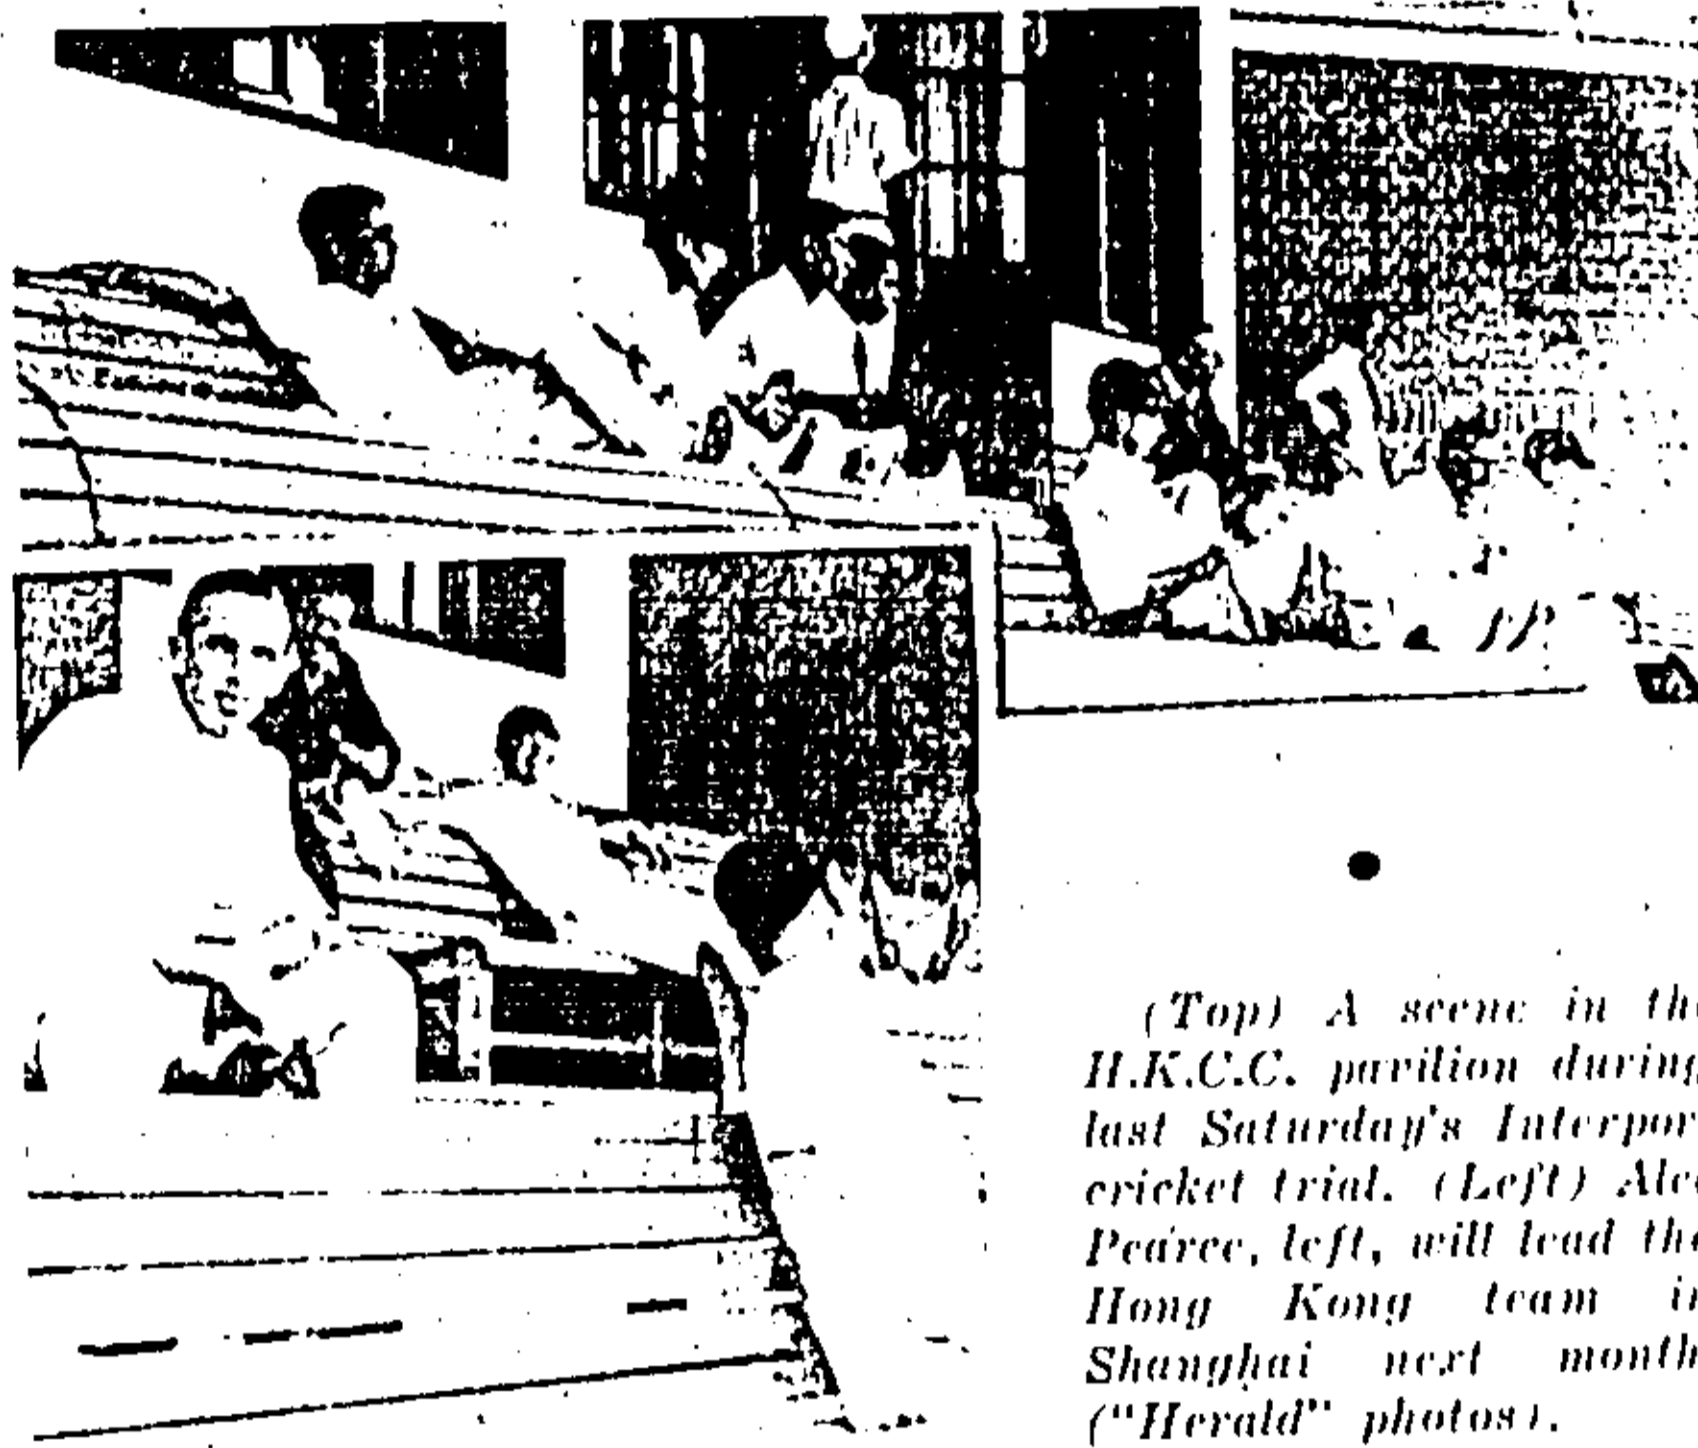 (Top) A scene in the
H.K.C.C. pavilion during
last Saturday's Interport
cricket trial. (Left) Alec
Pearce, left, will lead the
Hong Kong team in
Shanghai next month
("Herald" photos).